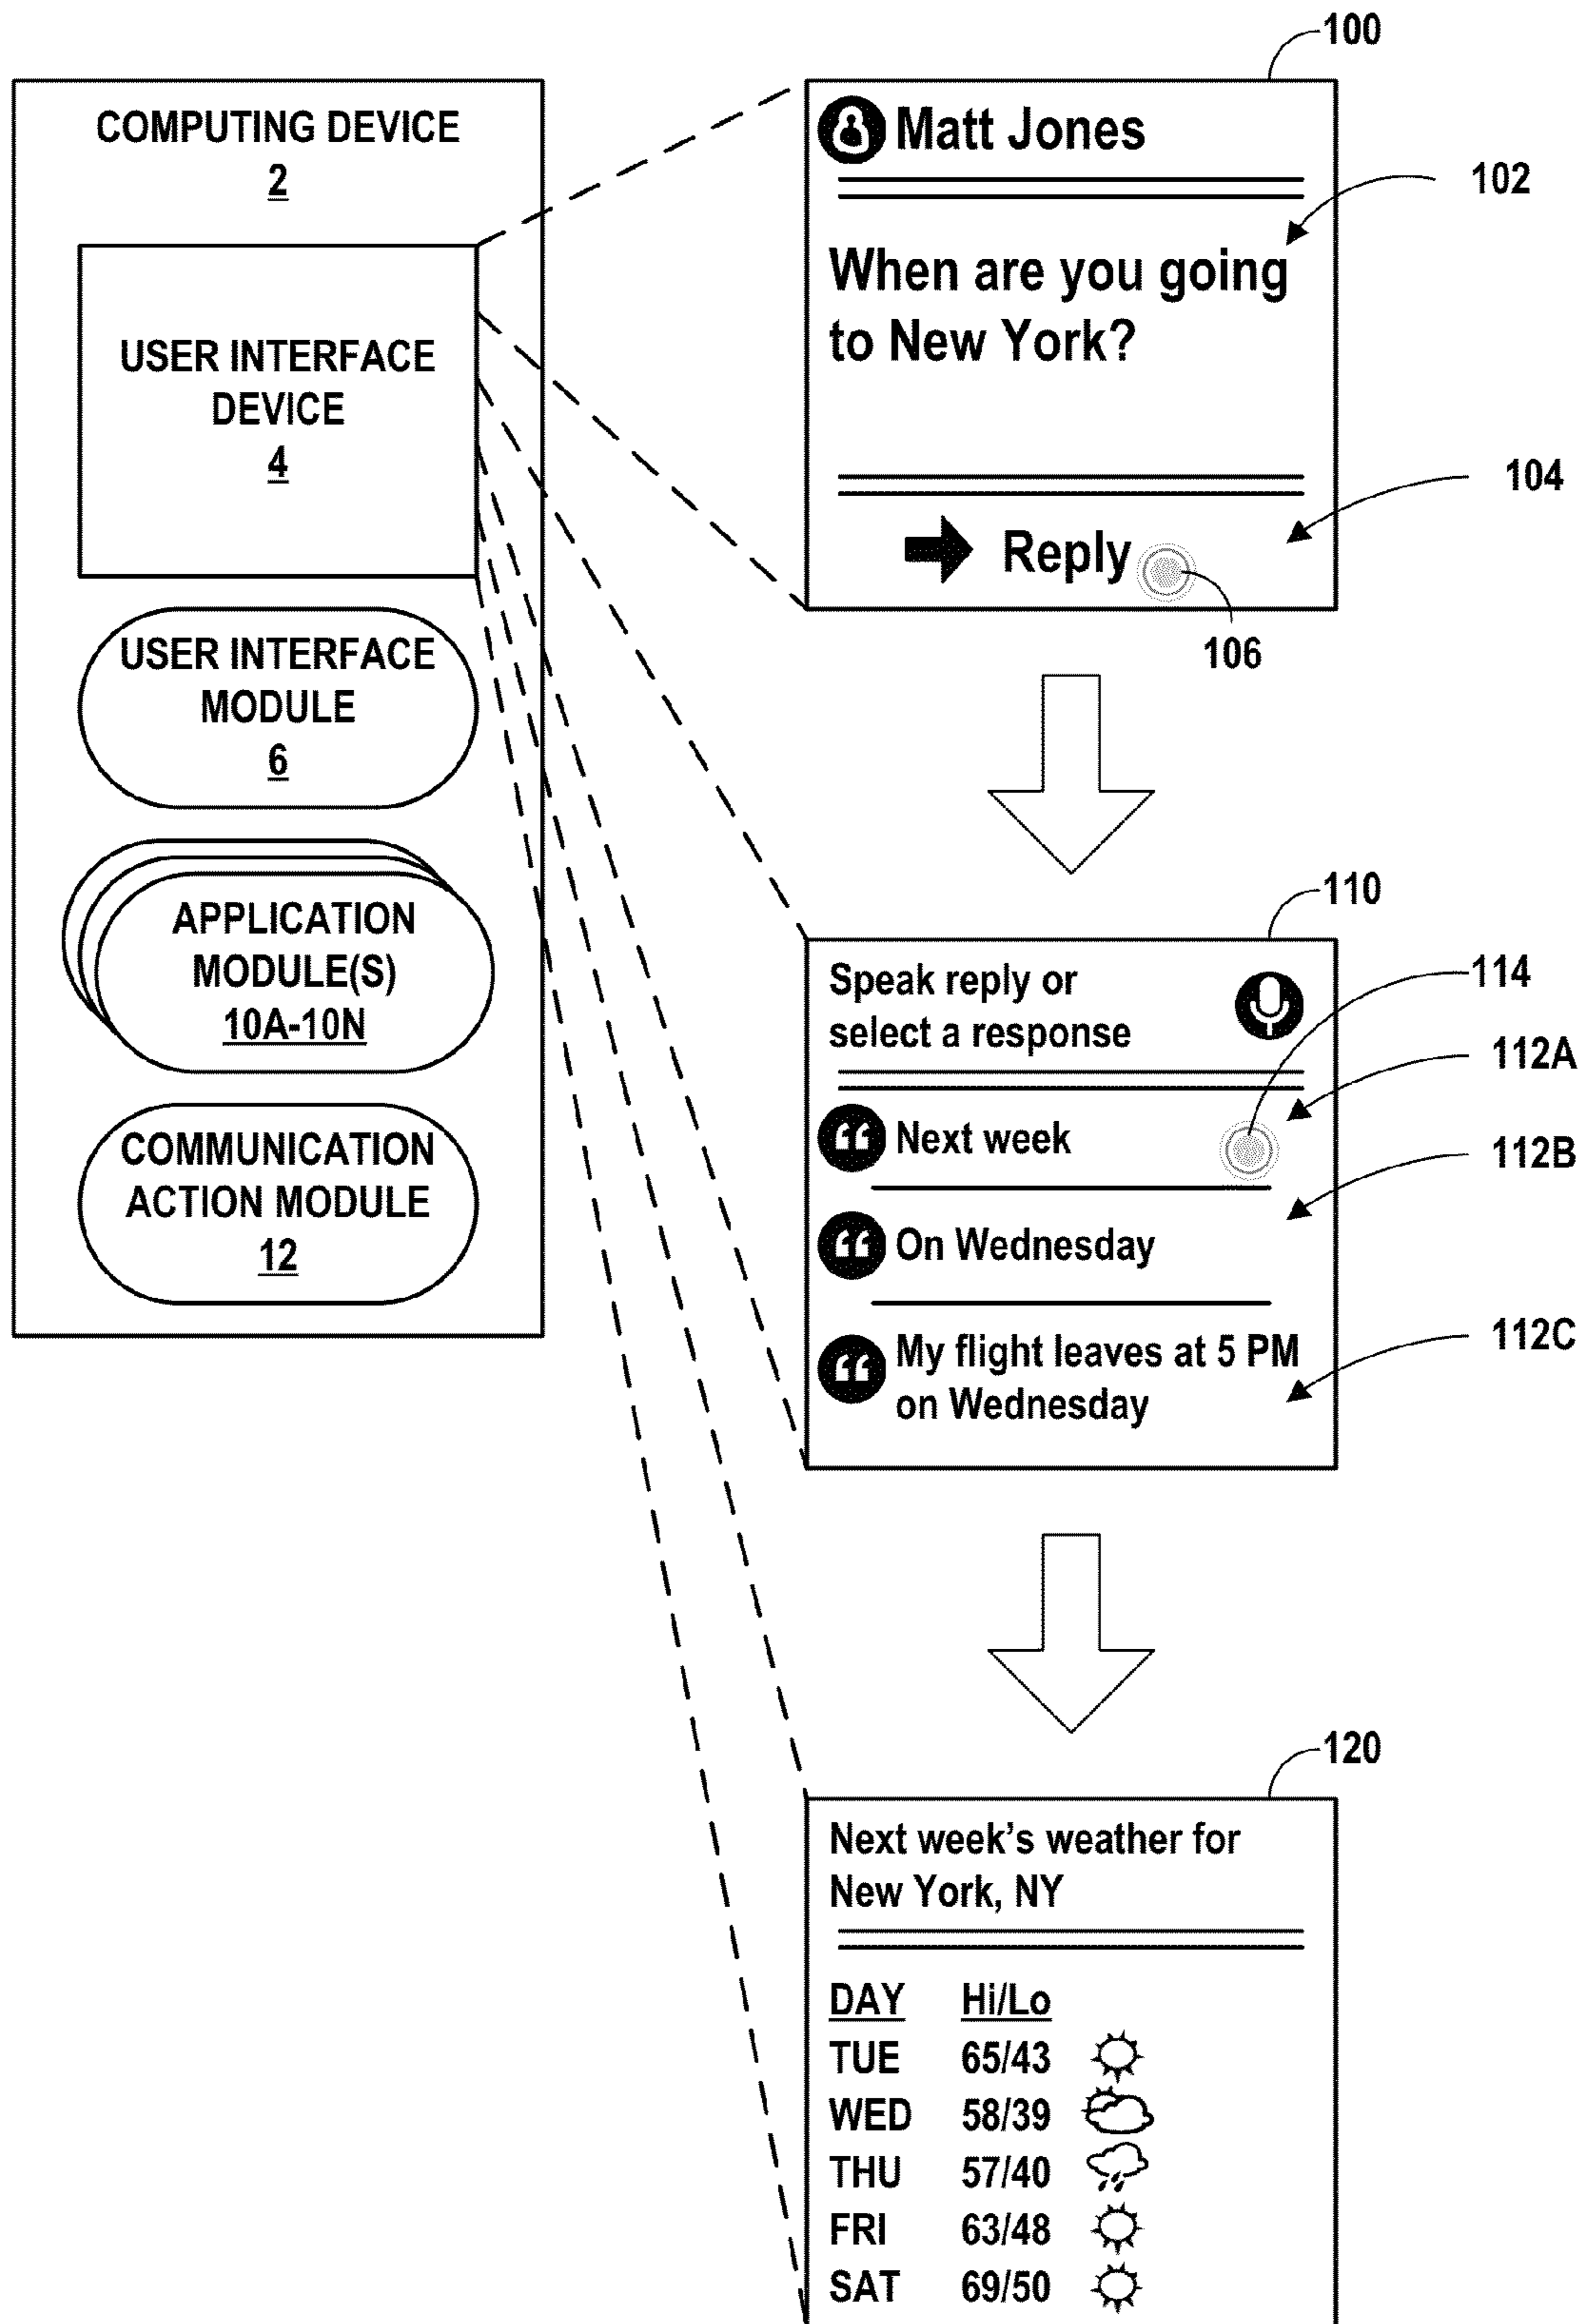 COMPUTING DEVICE
2
USER INTERFACE
DEVICE
4
USER INTERFACE
MODULE
6
APPLICATION
MODULE(S)
10A-10N
COMMUNICATION
ACTION MODULE
12
100
Matt Jones
102
When are you going
to New York?
104
Reply
106
110
Speak reply or
select a response
114
112A
Next week
112B
On Wednesday
112C
My flight leaves at 5 PM
on Wednesday
120
Next week's weather for
New York, NY
DAY Hi/Lo
TUE 65/43
WED 58/39
THU 57/40
FRI 63/48
SAT 69/50